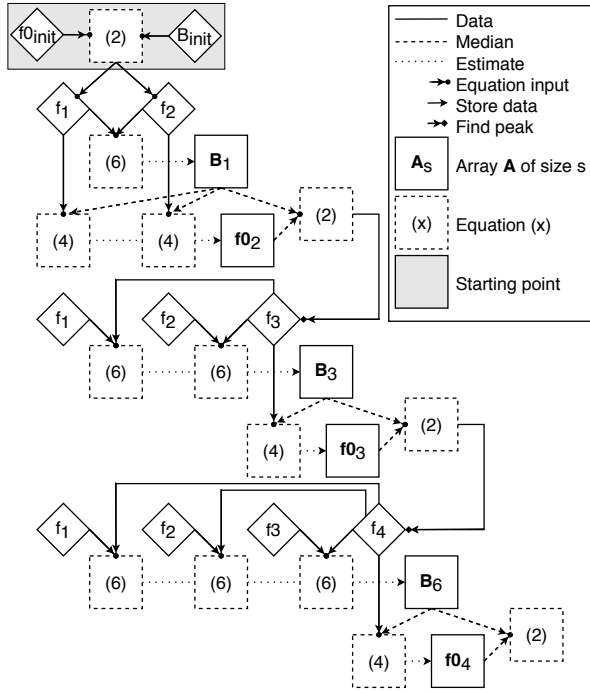 f0init
(2)
Binit
f1
f2
(6)
B1
(4)
(4)
f02
(2)
f1
f2
f3
(6)
(6)
B3
(4)
f03
(2)
f1
f2
f3
f4
(6)
(6)
(6)
B6
(4)
f04
(2)
Data
Median
Estimate
Equation input
Store data
Find peak
As
Array A of size s
(x)
Equation (x)
Starting point